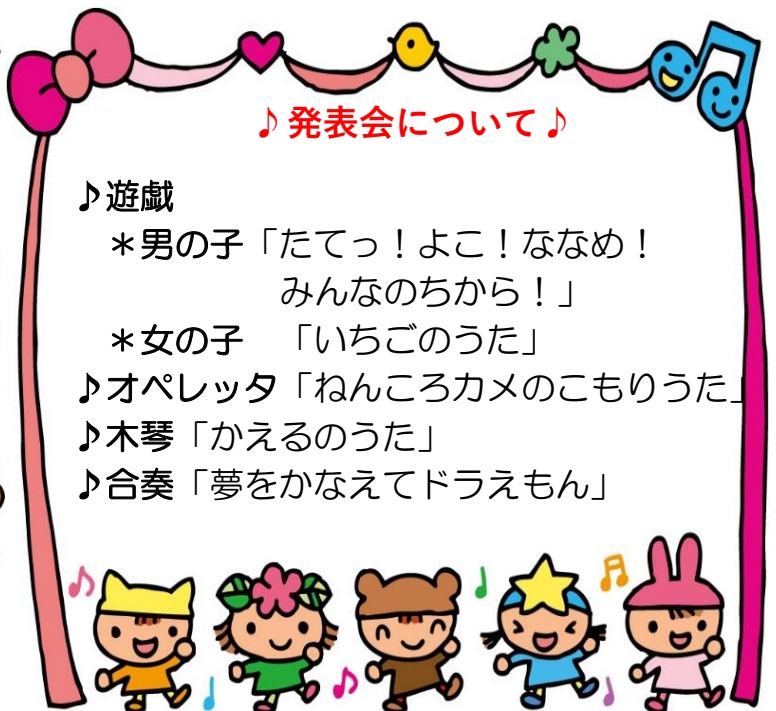 ♪発表会について♪
♪遊戯
＊男の子「たてっ！よこ！ななめ！
みんなのちから！」
＊女の子　「いちごのうた」
♪オペレッタ「ねんころカメのこもりうた」
♪木琴「かえるのうた」
♪合奏「夢をかなえてドラえもん」